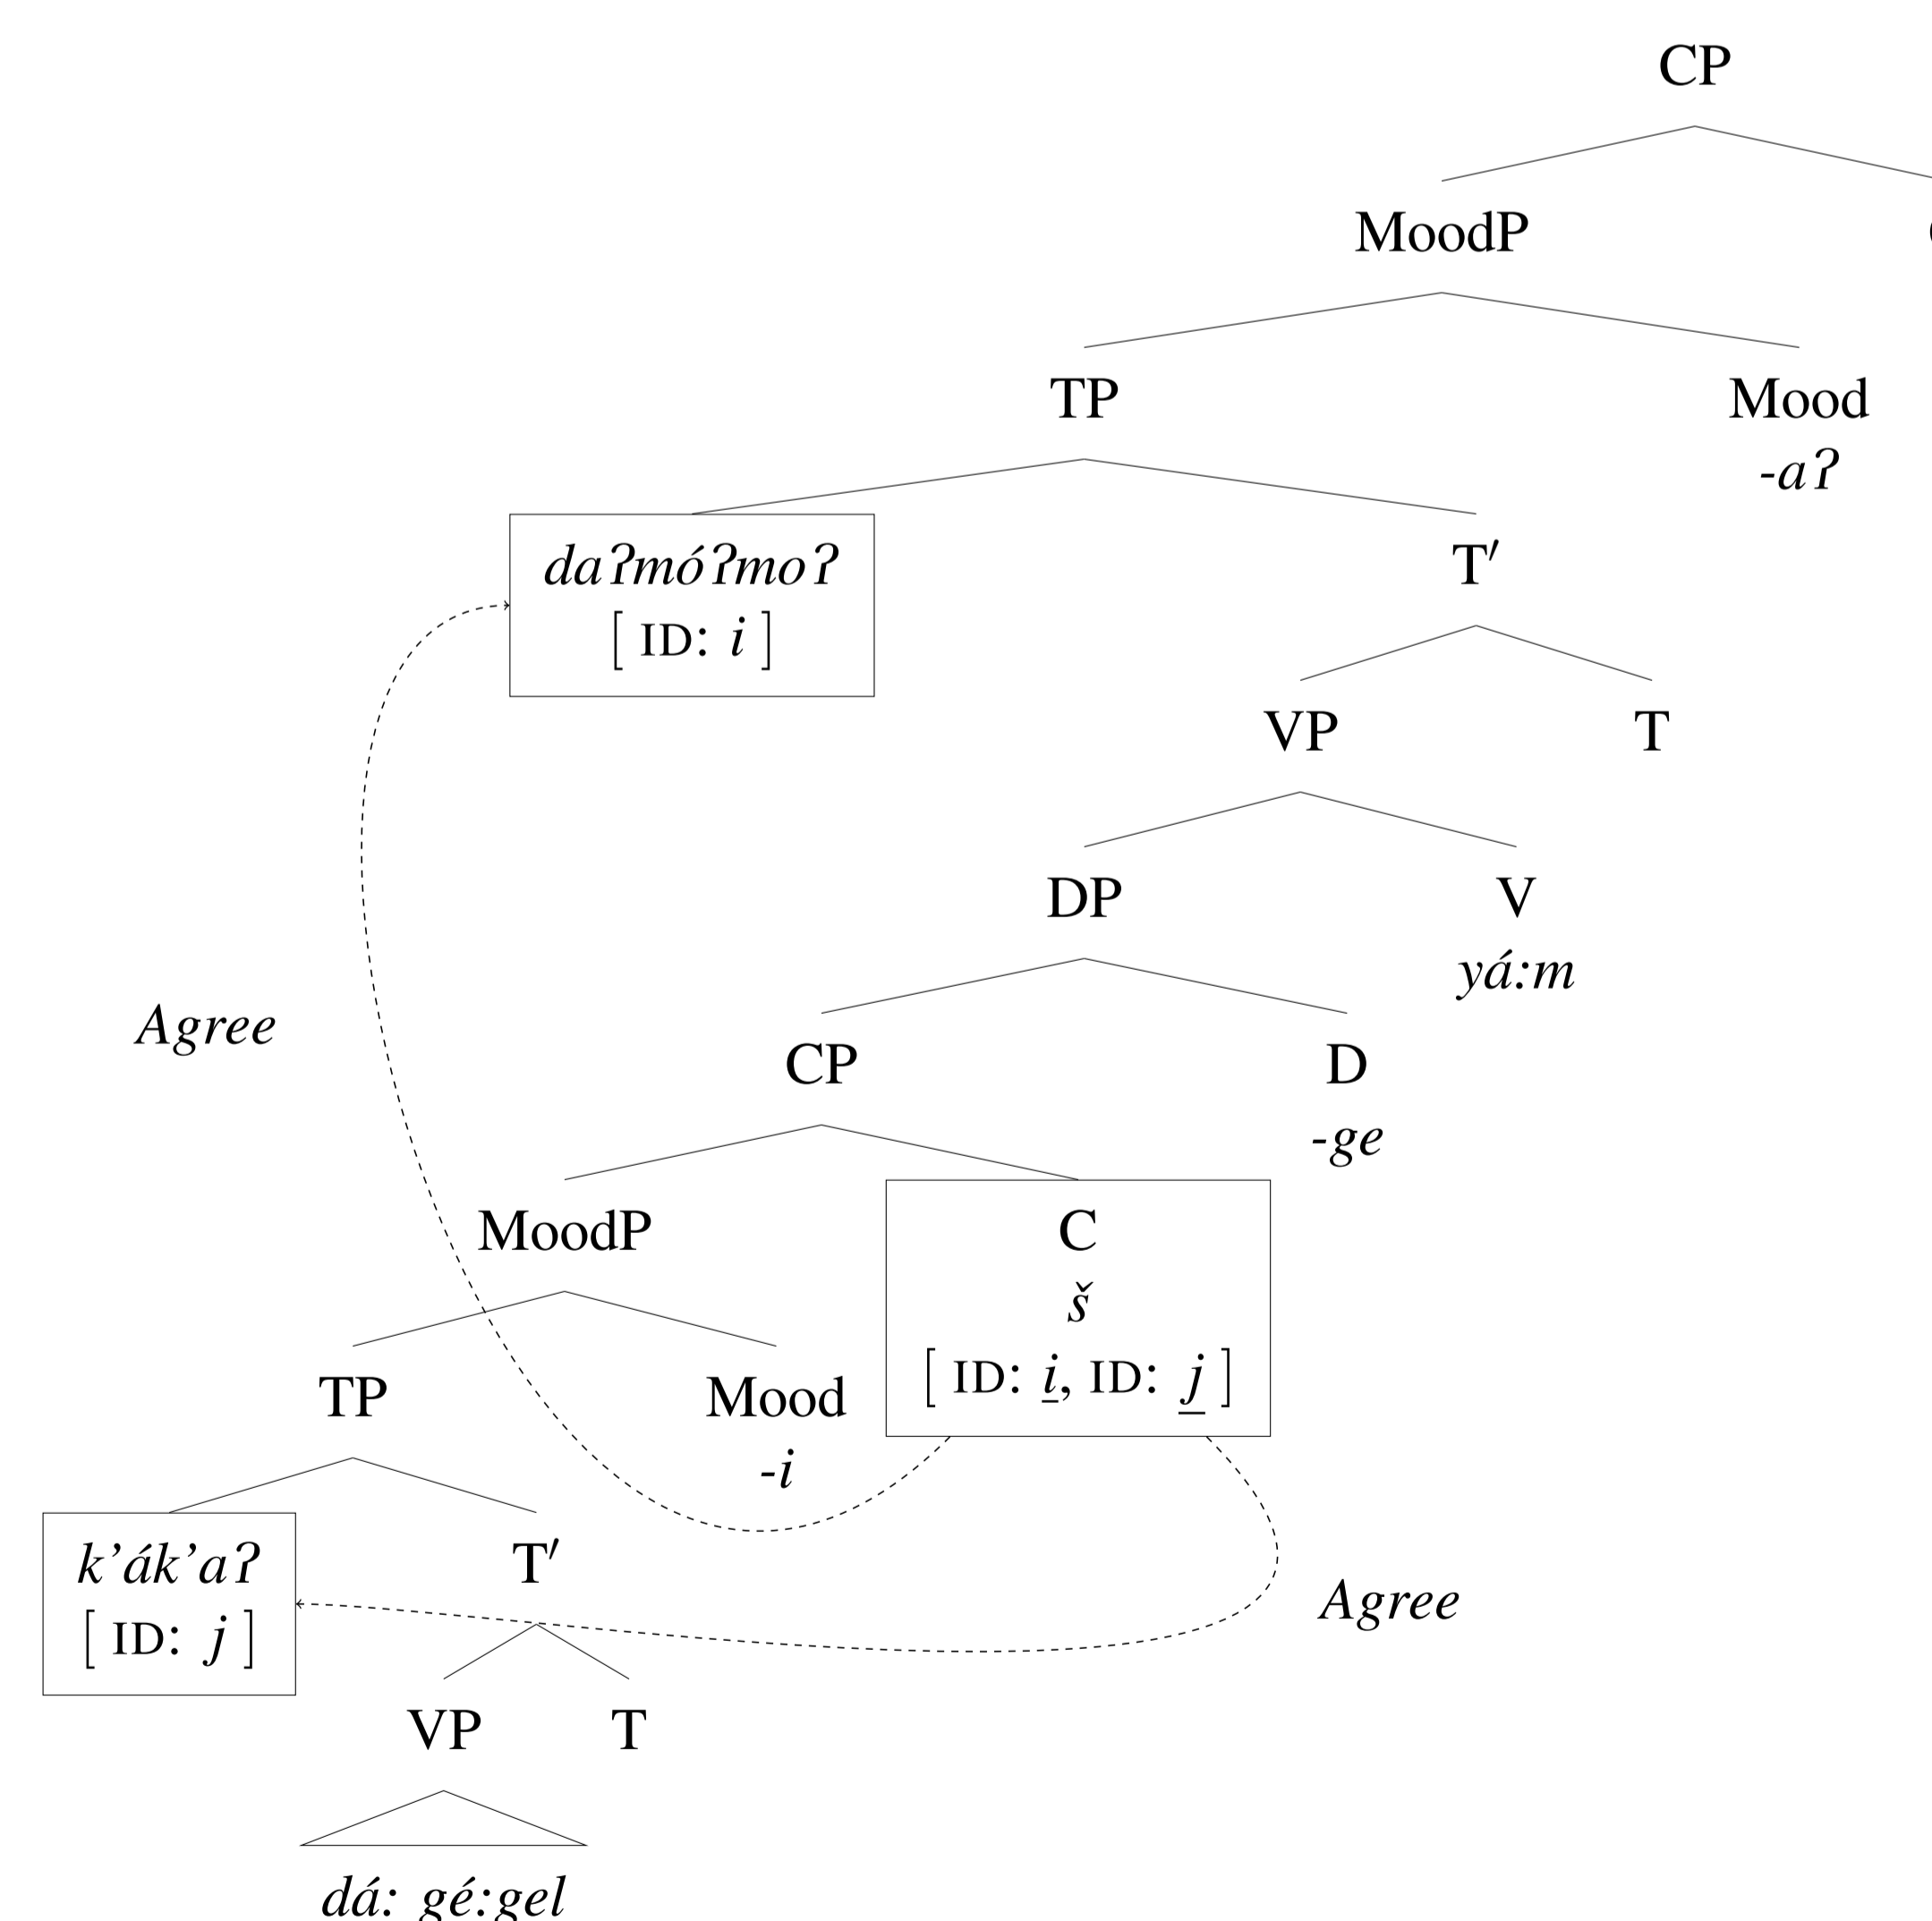 CP
MoodP
TP
Mood
-aʔ
daʔmóʔmoʔ
[ ID: i ]
T′
VP
T
DP
V
yá:m
Agree
CP
D
-ge
MoodP
C
š
[ ID: i, ID: j ]
TP
Mood
-i
k’ák’aʔ
[ ID: j ]
T′
Agree
VP
T
dá: gé:gel